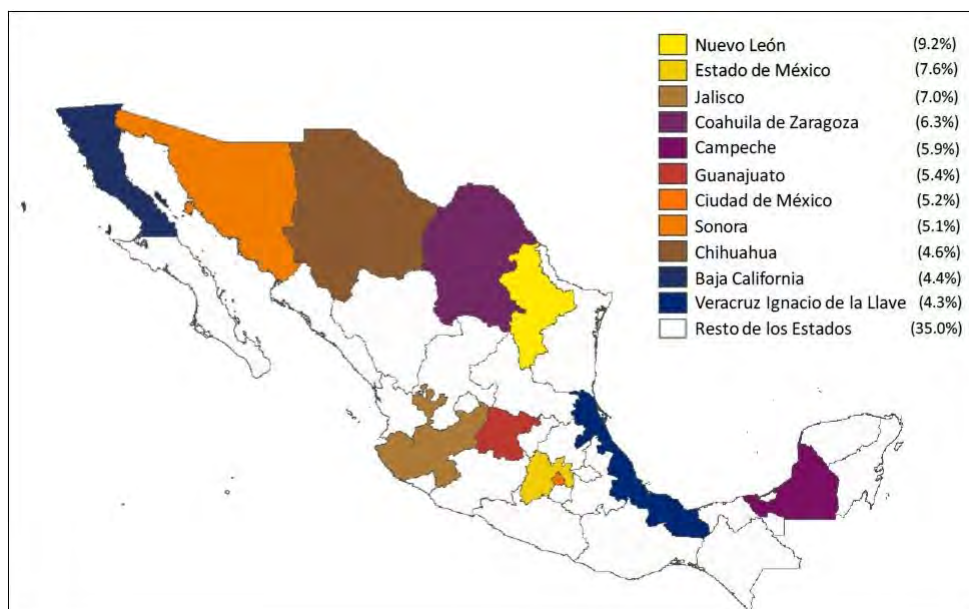 Nuevo León (9.2%)
Estado de México (7.6%)
Jalisco (7.0%)
Coahuila de Zaragoza (6.3%)
Campeche (5.9%)
Guanajuato (5.4%)
Ciudad de México (5.2%)
Sonora (5.1%)
Chihuahua (4.6%)
Baja California (4.4%)
Veracruz Ignacio de la Llave (4.3%)
Resto de los Estados (35.0%)